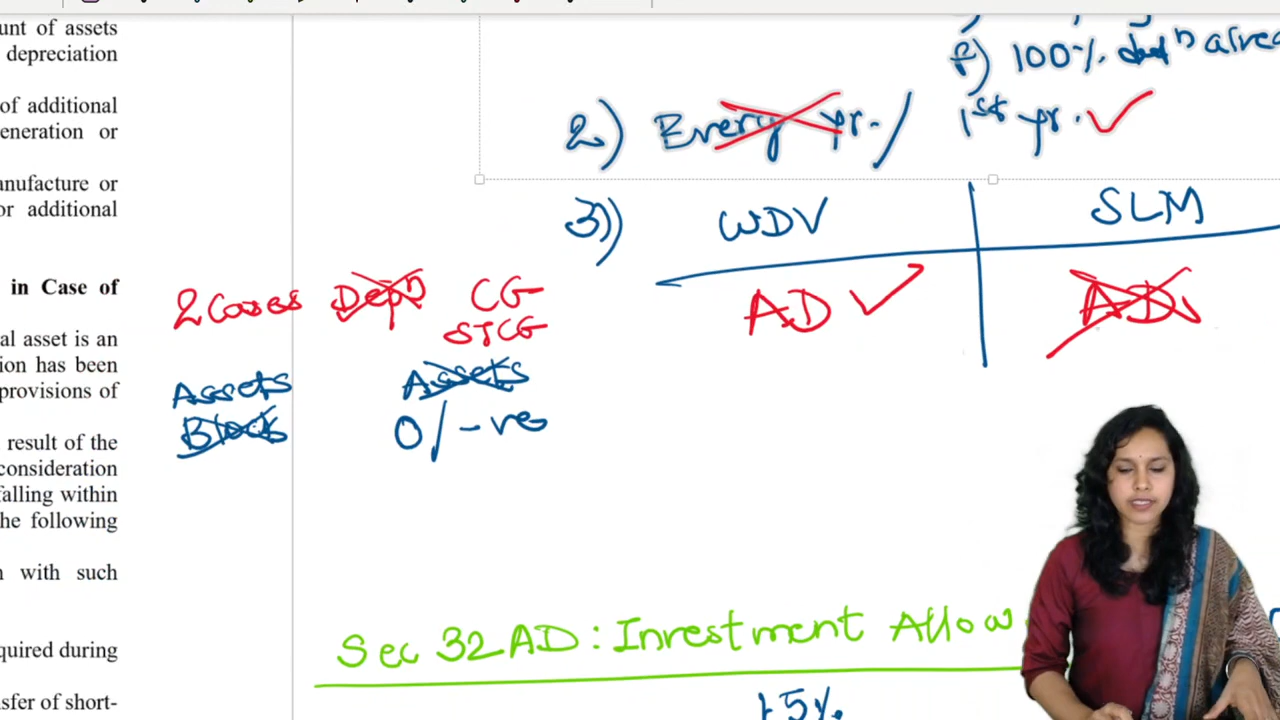 unt of assets
depreciation
of additional
eneration or
anufacture or
or additional
in Case of
al asset is an
ion has been
provisions of
result of the
consideration
falling within
he following
n with such
quired during
nsfer of short-
f) 100% depn alrea
2) Every yr. / 1st yr.
3) WDV SLM
AD AD
2 Cases Depn CG
STCG
Assets Assets
Block 0/-ve
Sec 32AD : Investment Allow
15%